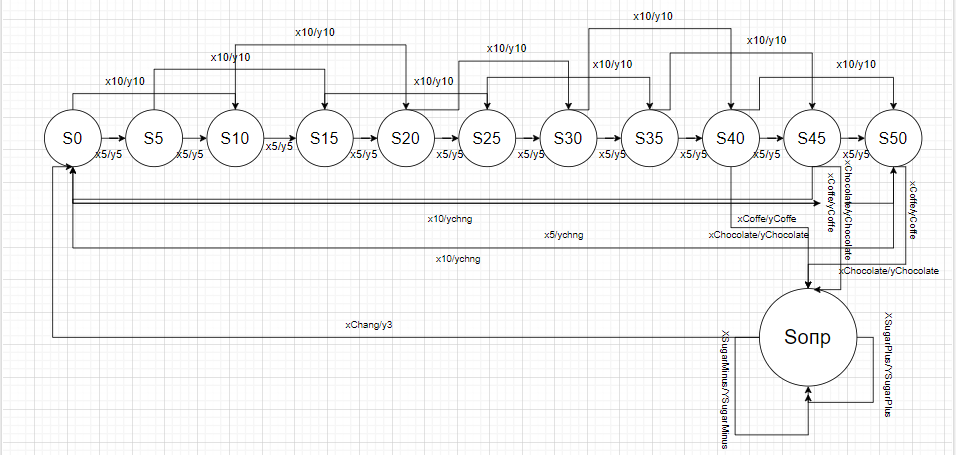 x10/y10
x10/y10
x10/y10
x10/y10
x10/y10
x10/y10
x10/y10
x10/y10
x10/y10
S0
S5
S10
S15
S20
S25
S30
S35
S40
S45
S50
x5/y5
x5/y5
x5/y5
x5/y5
x5/y5
x5/y5
x5/y5
x5/y5
x5/y5
x5/y5
xCoffe/yCoffe
xChocolate/yChocolate
xCoffe/yCoffe
x10/ychng
xCoffe/yCoffe
x5/ychng
xChocolate/yChocolate
x10/ychng
xChocolate/yChocolate
xChang/y3
Sопр
XSugarMinus/YSugarMinus
XSugarPlus/YSugarPlus